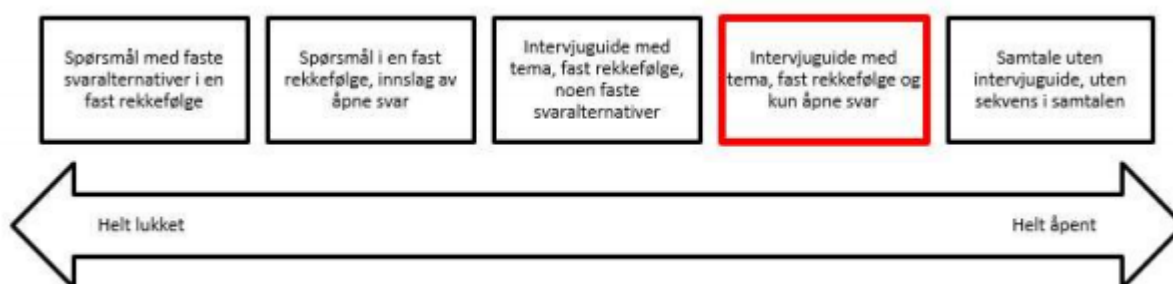 Spørsmål med faste
svaralternativer i en
fast rekkefølge
Spørsmål i en fast
rekkefølge, innslag av
åpne svar
Intervjuguide med
tema, fast rekkefølge,
noen faste
svaralternativer
Intervjuguide med
tema, fast rekkefølge og
kun åpne svar
Samtale uten
intervjuguide, uten
sekvens i samtalen
Helt lukket
Helt åpent